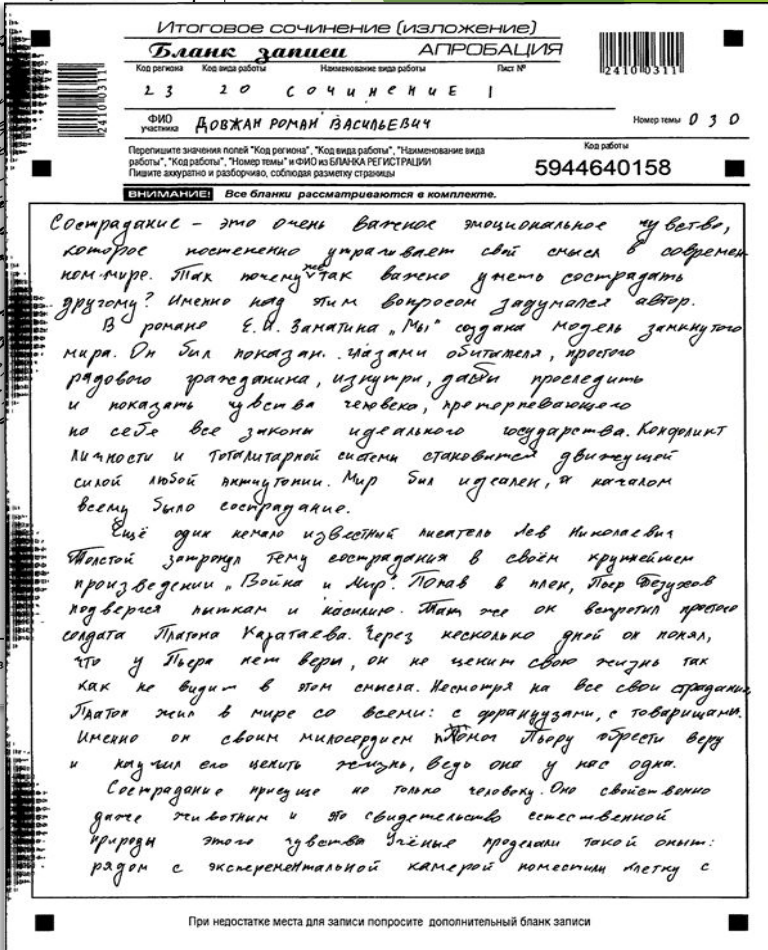 Итоговое сочинение (изложение)
Бланк записи АПРОБАЦИЯ
Код региона Код вида работы Наименование вида работы Лист №
2 3 2 0 С О Ч И Н Е Н И Е 1
2410 0311
2410 0311
ФИО участника ДОВЖАН РОМАН ВАСИЛЬЕВИЧ Номер темы 0 3 0
Перепишите значения полей "Код региона", "Код вида работы", "Наименование вида
работы", "Код работы", "Номер темы" и ФИО из БЛАНКА РЕГИСТРАЦИИ
Пишите аккуратно и разборчиво, соблюдая разметку страницы
Код работы
5944640158
ВНИМАНИЕ! Все бланки рассматриваются в комплекте.
Сострадание – это очень важное эмоциональное чувство,
которое постепенно утрачивает свой смысл в современ
ном мире. Так почему же так важно уметь сострадать
другому? Именно над этим вопросом задумался автор.
В романе Е.И. Замятина „Мы" создана модель замкнутого
мира. Он был показан глазами обитателя, простого
рядового гражданина, изнутри, дабы проследить
и показать чувства человека, претерпевающего
по себе все законы идеального государства. Конфликт
личности и тоталитарной системы становится движущей
силой любой антиутопии. Мир был идеален, а началом
всему было сострадание.
Ещё один немало известный писатель Лев Николаевич
Толстой затронул тему сострадания в своём крупнейшем
произведении „Война и Мир". Попав в плен, Пьер Безухов
подвергся пыткам и насилию. Там же он встретил простого
солдата Платона Каратаева. Через несколько дней он понял,
что у Пьера нет веры, он не ценит свою жизнь так
как не видит в этом смысла. Несмотря на все свои страдания,
Платон жил в мире со всеми: с французами, с товарищами.
Именно он своим милосердием помог Пьеру обрести веру
и научил его ценить жизнь, ведь она у нас одна.
Сострадание присуще не только человеку. Оно свойственно
даже животным и это свидетельство естественной
природы этого чувства Учёные проделали такой опыт:
рядом с эксперементальной камерой поместили клетку с
При недостатке места для записи попросите дополнительный бланк записи